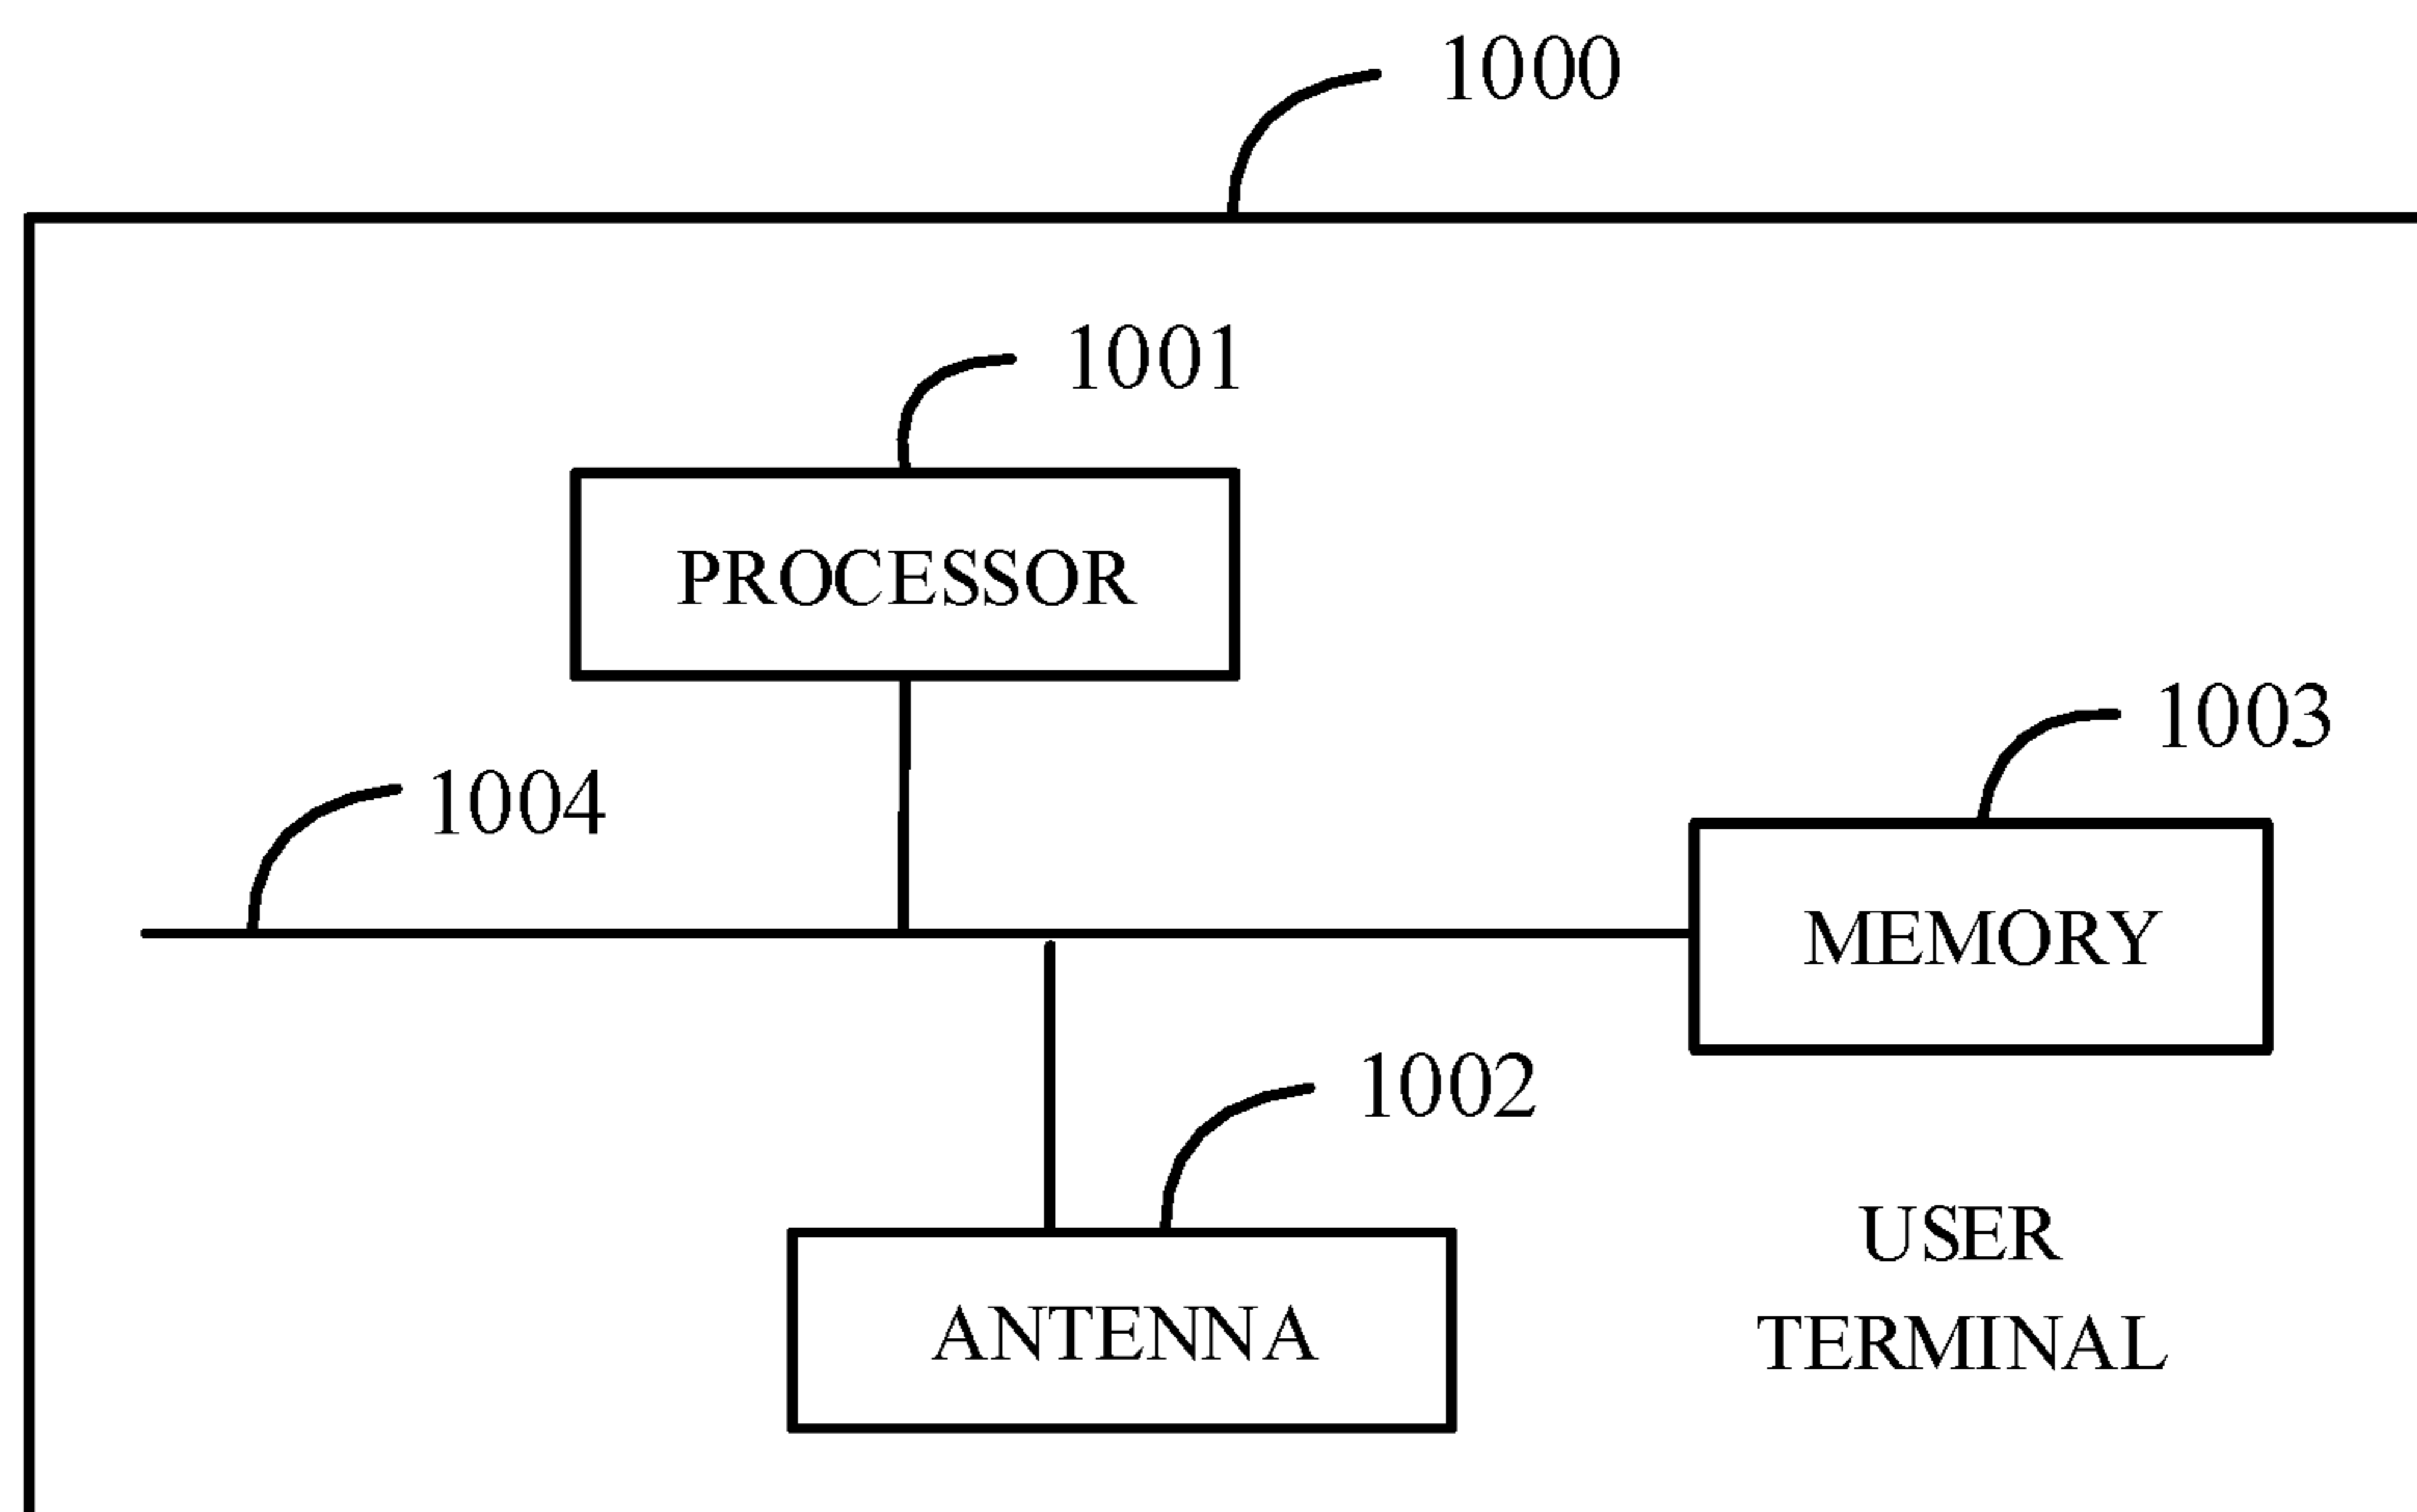 1000
1001
PROCESSOR
1003
1004
MEMORY
1002
USER
TERMINAL
ANTENNA